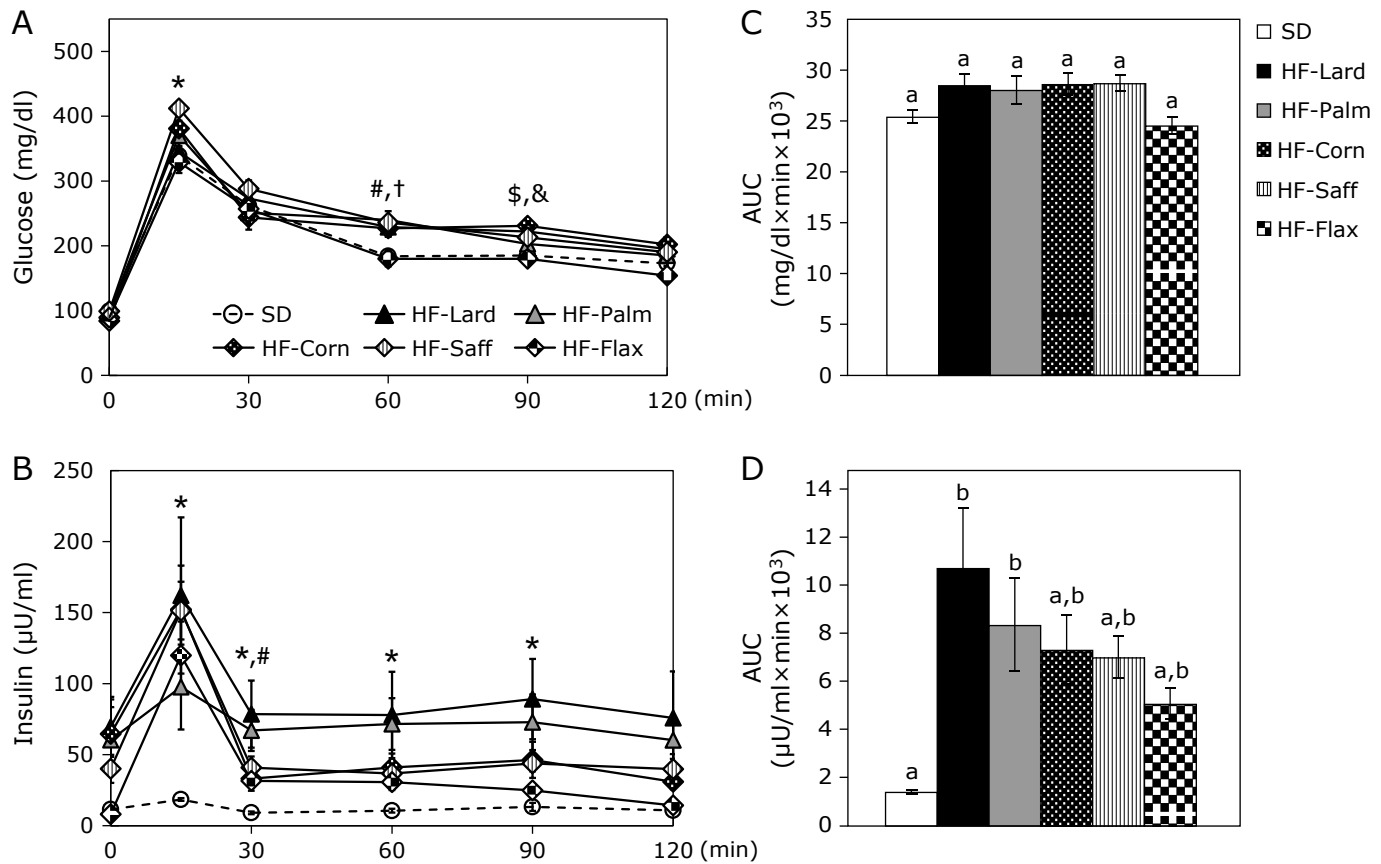 A
Glucose (mg/dl)
500
400
300
200
100
0
*
#,†
$,&
SD
HF-Lard
HF-Palm
HF-Corn
HF-Saff
HF-Flax
0
30
60
90
120 (min)
C
AUC
(mg/dl×min×10³)
35
30
25
20
15
10
5
0
a
a
a
a
a
a
SD
HF-Lard
HF-Palm
HF-Corn
HF-Saff
HF-Flax
B
Insulin (μU/ml)
250
200
150
100
50
0
*
*,#
*
*
0
30
60
90
120 (min)
D
AUC
(μU/ml×min×10³)
14
12
10
8
6
4
2
0
a
b
b
a,b
a,b
a,b